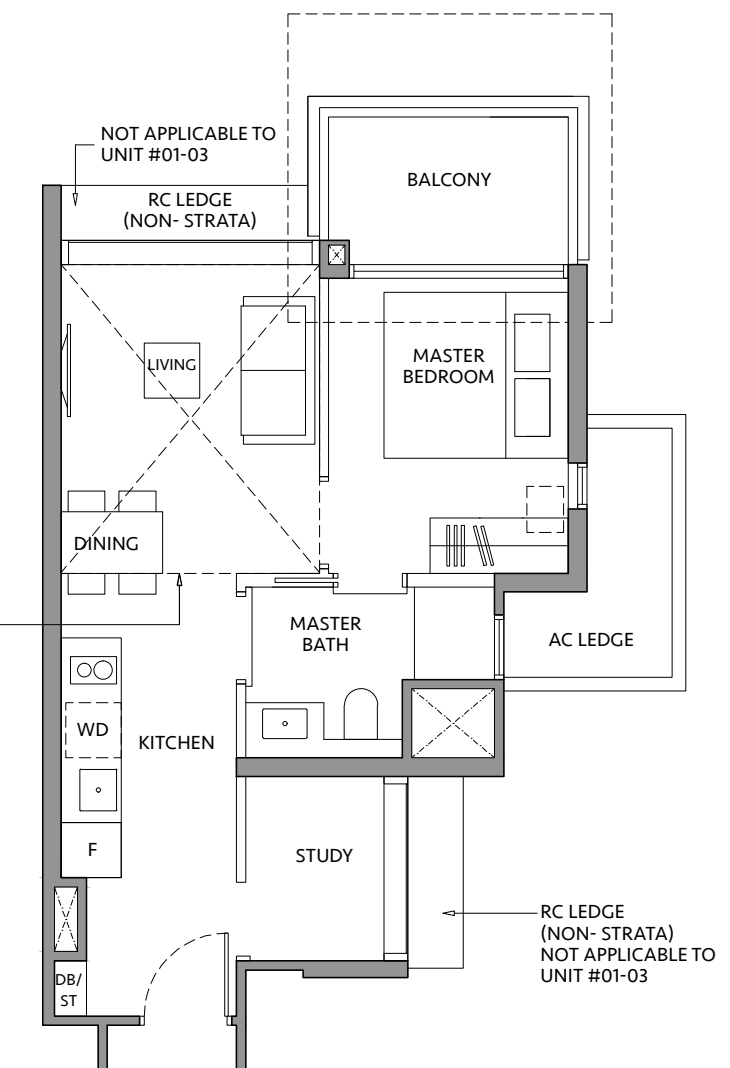 NOT APPLICABLE TO
UNIT #01-03
RC LEDGE
(NON- STRATA)
BALCONY
LIVING
MASTER
BEDROOM
DINING
MASTER
BATH
AC LEDGE
WD
KITCHEN
F
STUDY
RC LEDGE
(NON- STRATA)
NOT APPLICABLE TO
UNIT #01-03
DB/
ST